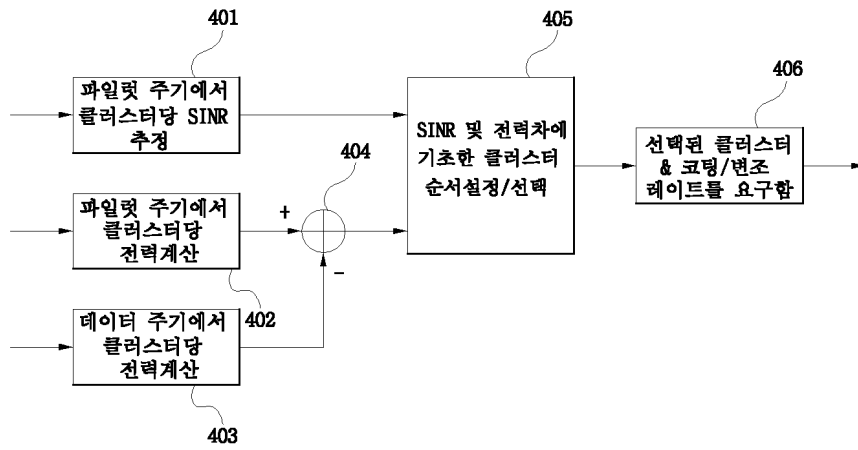 401
파일럿 주기에서
클러스터당 SINR
추정
파일럿 주기에서
클러스터당
전력계산
402
데이터 주기에서
클러스터당
전력계산
403
+
404
-
405
SINR 및 전력차에
기초한 클러스터
순서설정/선택
406
선택된 클러스터
& 코팅/변조
레이트를 요구함